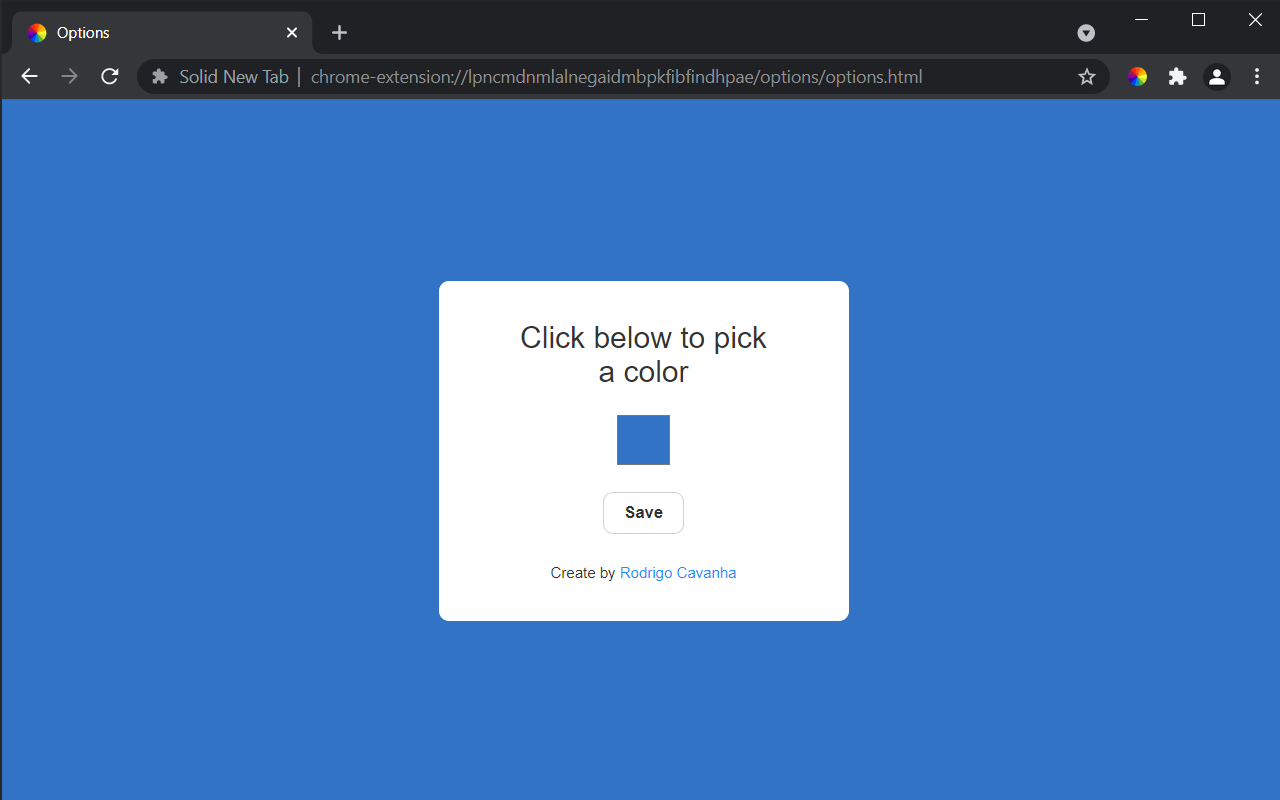 Options
Solid New Tab | chrome-extension://lpncmdnmlalnegaidmbpkfibfindhpae/options/options.html
Click below to pick
a color
Save
Create by Rodrigo Cavanha